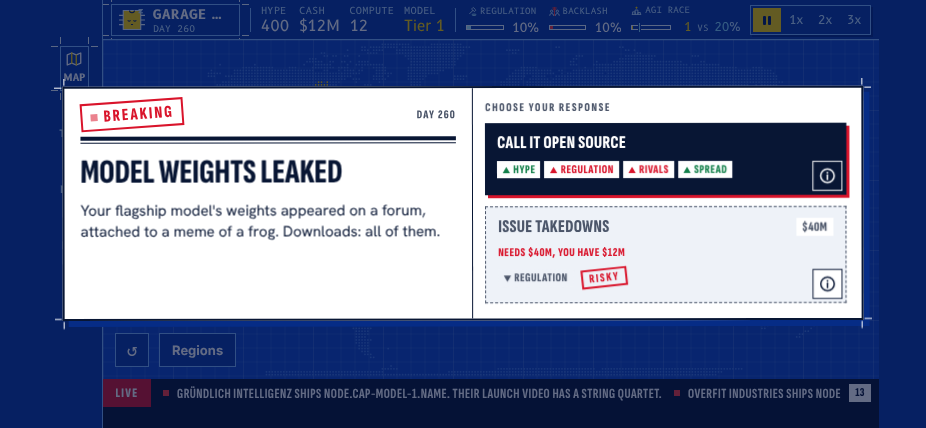 GARAGE ...
DAY 260
HYPE
400
CASH
$12M
COMPUTE
12
MODEL
Tier 1
REGULATION
10%
BACKLASH
10%
AGI RACE
1 VS 20%
1x
2x
3x
MAP
BREAKING
DAY 260
MODEL WEIGHTS LEAKED
Your flagship model's weights appeared on a forum,
attached to a meme of a frog. Downloads: all of them.
CHOOSE YOUR RESPONSE
CALL IT OPEN SOURCE
▲ HYPE
▲ REGULATION
▲ RIVALS
▲ SPREAD
ISSUE TAKEDOWNS
$40M
NEEDS $40M, YOU HAVE $12M
▼ REGULATION
RISKY
↺
Regions
LIVE
GRÜNDLICH INTELLIGENZ SHIPS NODE.CAP-MODEL-1.NAME. THEIR LAUNCH VIDEO HAS A STRING QUARTET.
OVERFIT INDUSTRIES SHIPS NODE
13